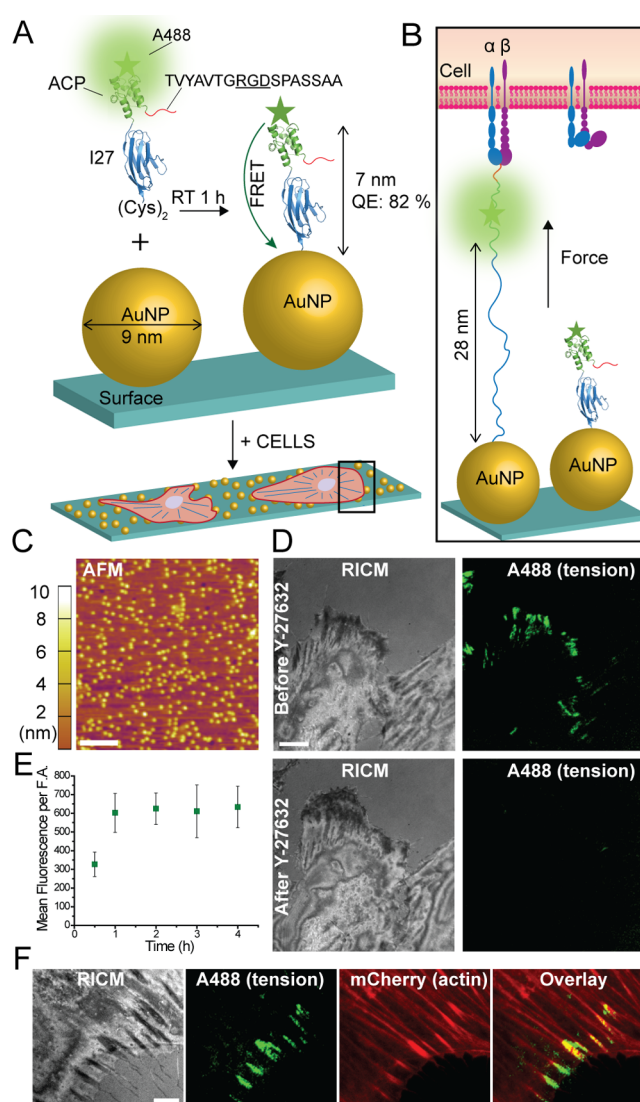 A
A488
ACP
TVYAVTGRGDSPASSAA
I27
(Cys)2
RT 1 h
+
FRET
7 nm
QE: 82 %
AuNP
9 nm
AuNP
Surface
+ CELLS
B
α β
Cell
28 nm
Force
AuNP
AuNP
C
AFM
10
8
6
4
2
(nm)
D
RICM
A488 (tension)
Before Y-27632
RICM
A488 (tension)
After Y-27632
E
Mean Fluorescence per F.A.
800
700
600
500
400
300
200
100
0
0
1
2
3
4
Time (h)
F
RICM
A488 (tension)
mCherry (actin)
Overlay